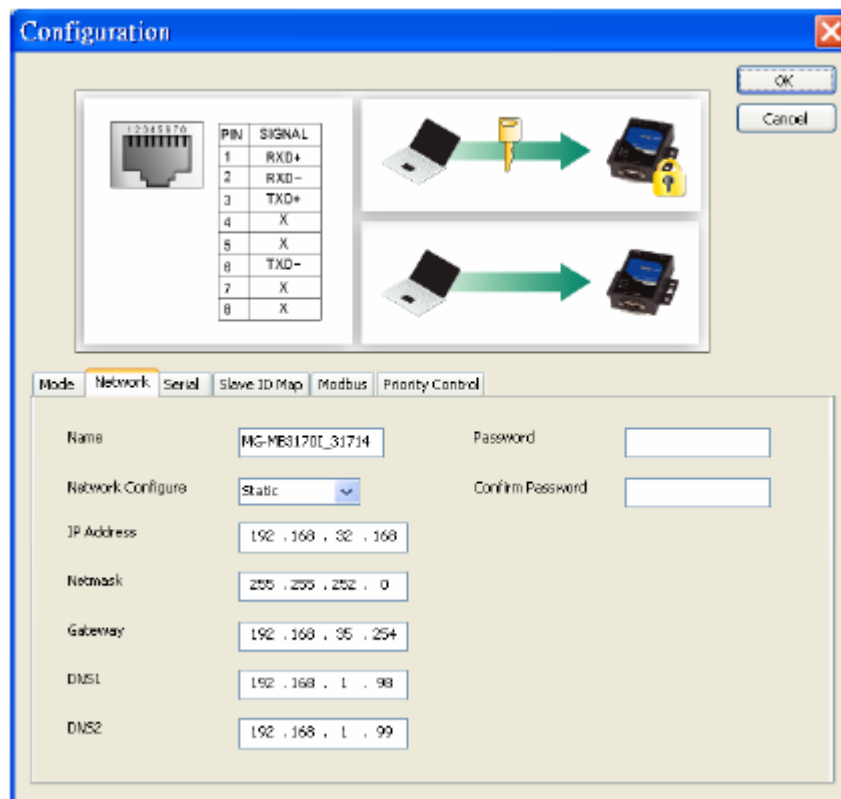 Configuration
OK
Cancel
12345678
PIN SIGNAL
1 RXD+
2 RXD-
3 TXD+
4 X
5 X
6 TXD-
7 X
8 X
Mode Network Serial Slave ID Map Modbus Priority Control
Name MG-MB3170I_31714 Password
Network Configure Static Confirm Password
IP Address 192 .168 . 32 .168
Netmask 255 .255 .252 . 0
Gateway 192 .168 . 35 .254
DNS1 192 .168 . 1 . 98
DNS2 192 .168 . 1 . 99